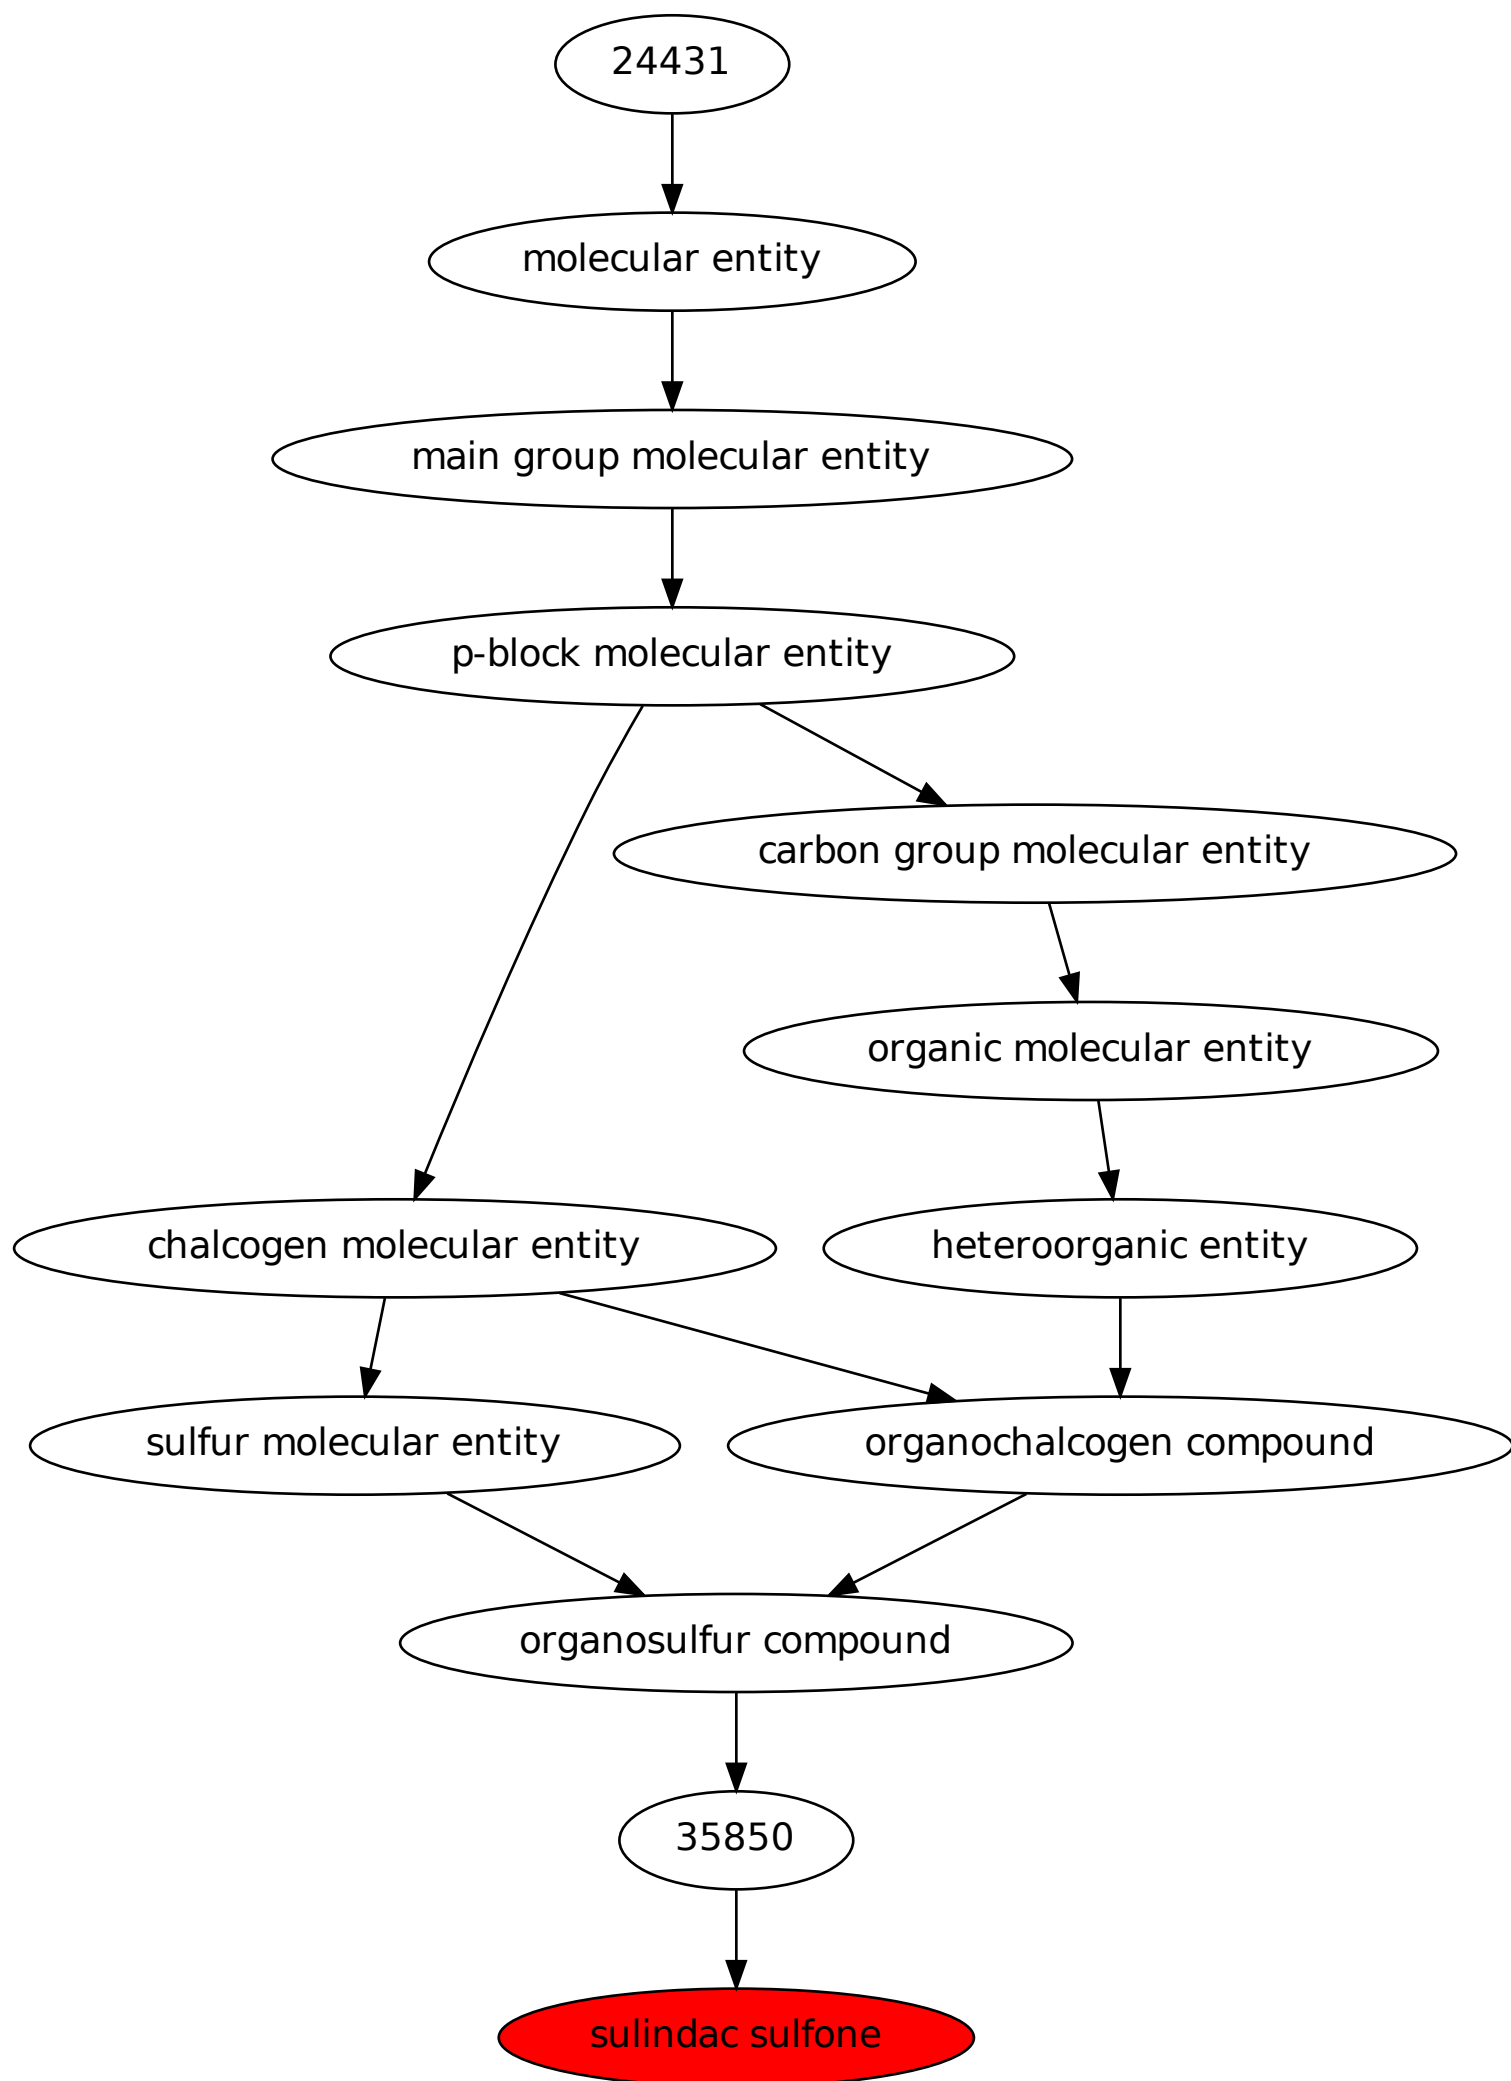 24431
molecular entity
main group molecular entity
p-block molecular entity
carbon group molecular entity
organic molecular entity
chalcogen molecular entity
heteroorganic entity
sulfur molecular entity
organochalcogen compound
organosulfur compound
35850
sulindac sulfone